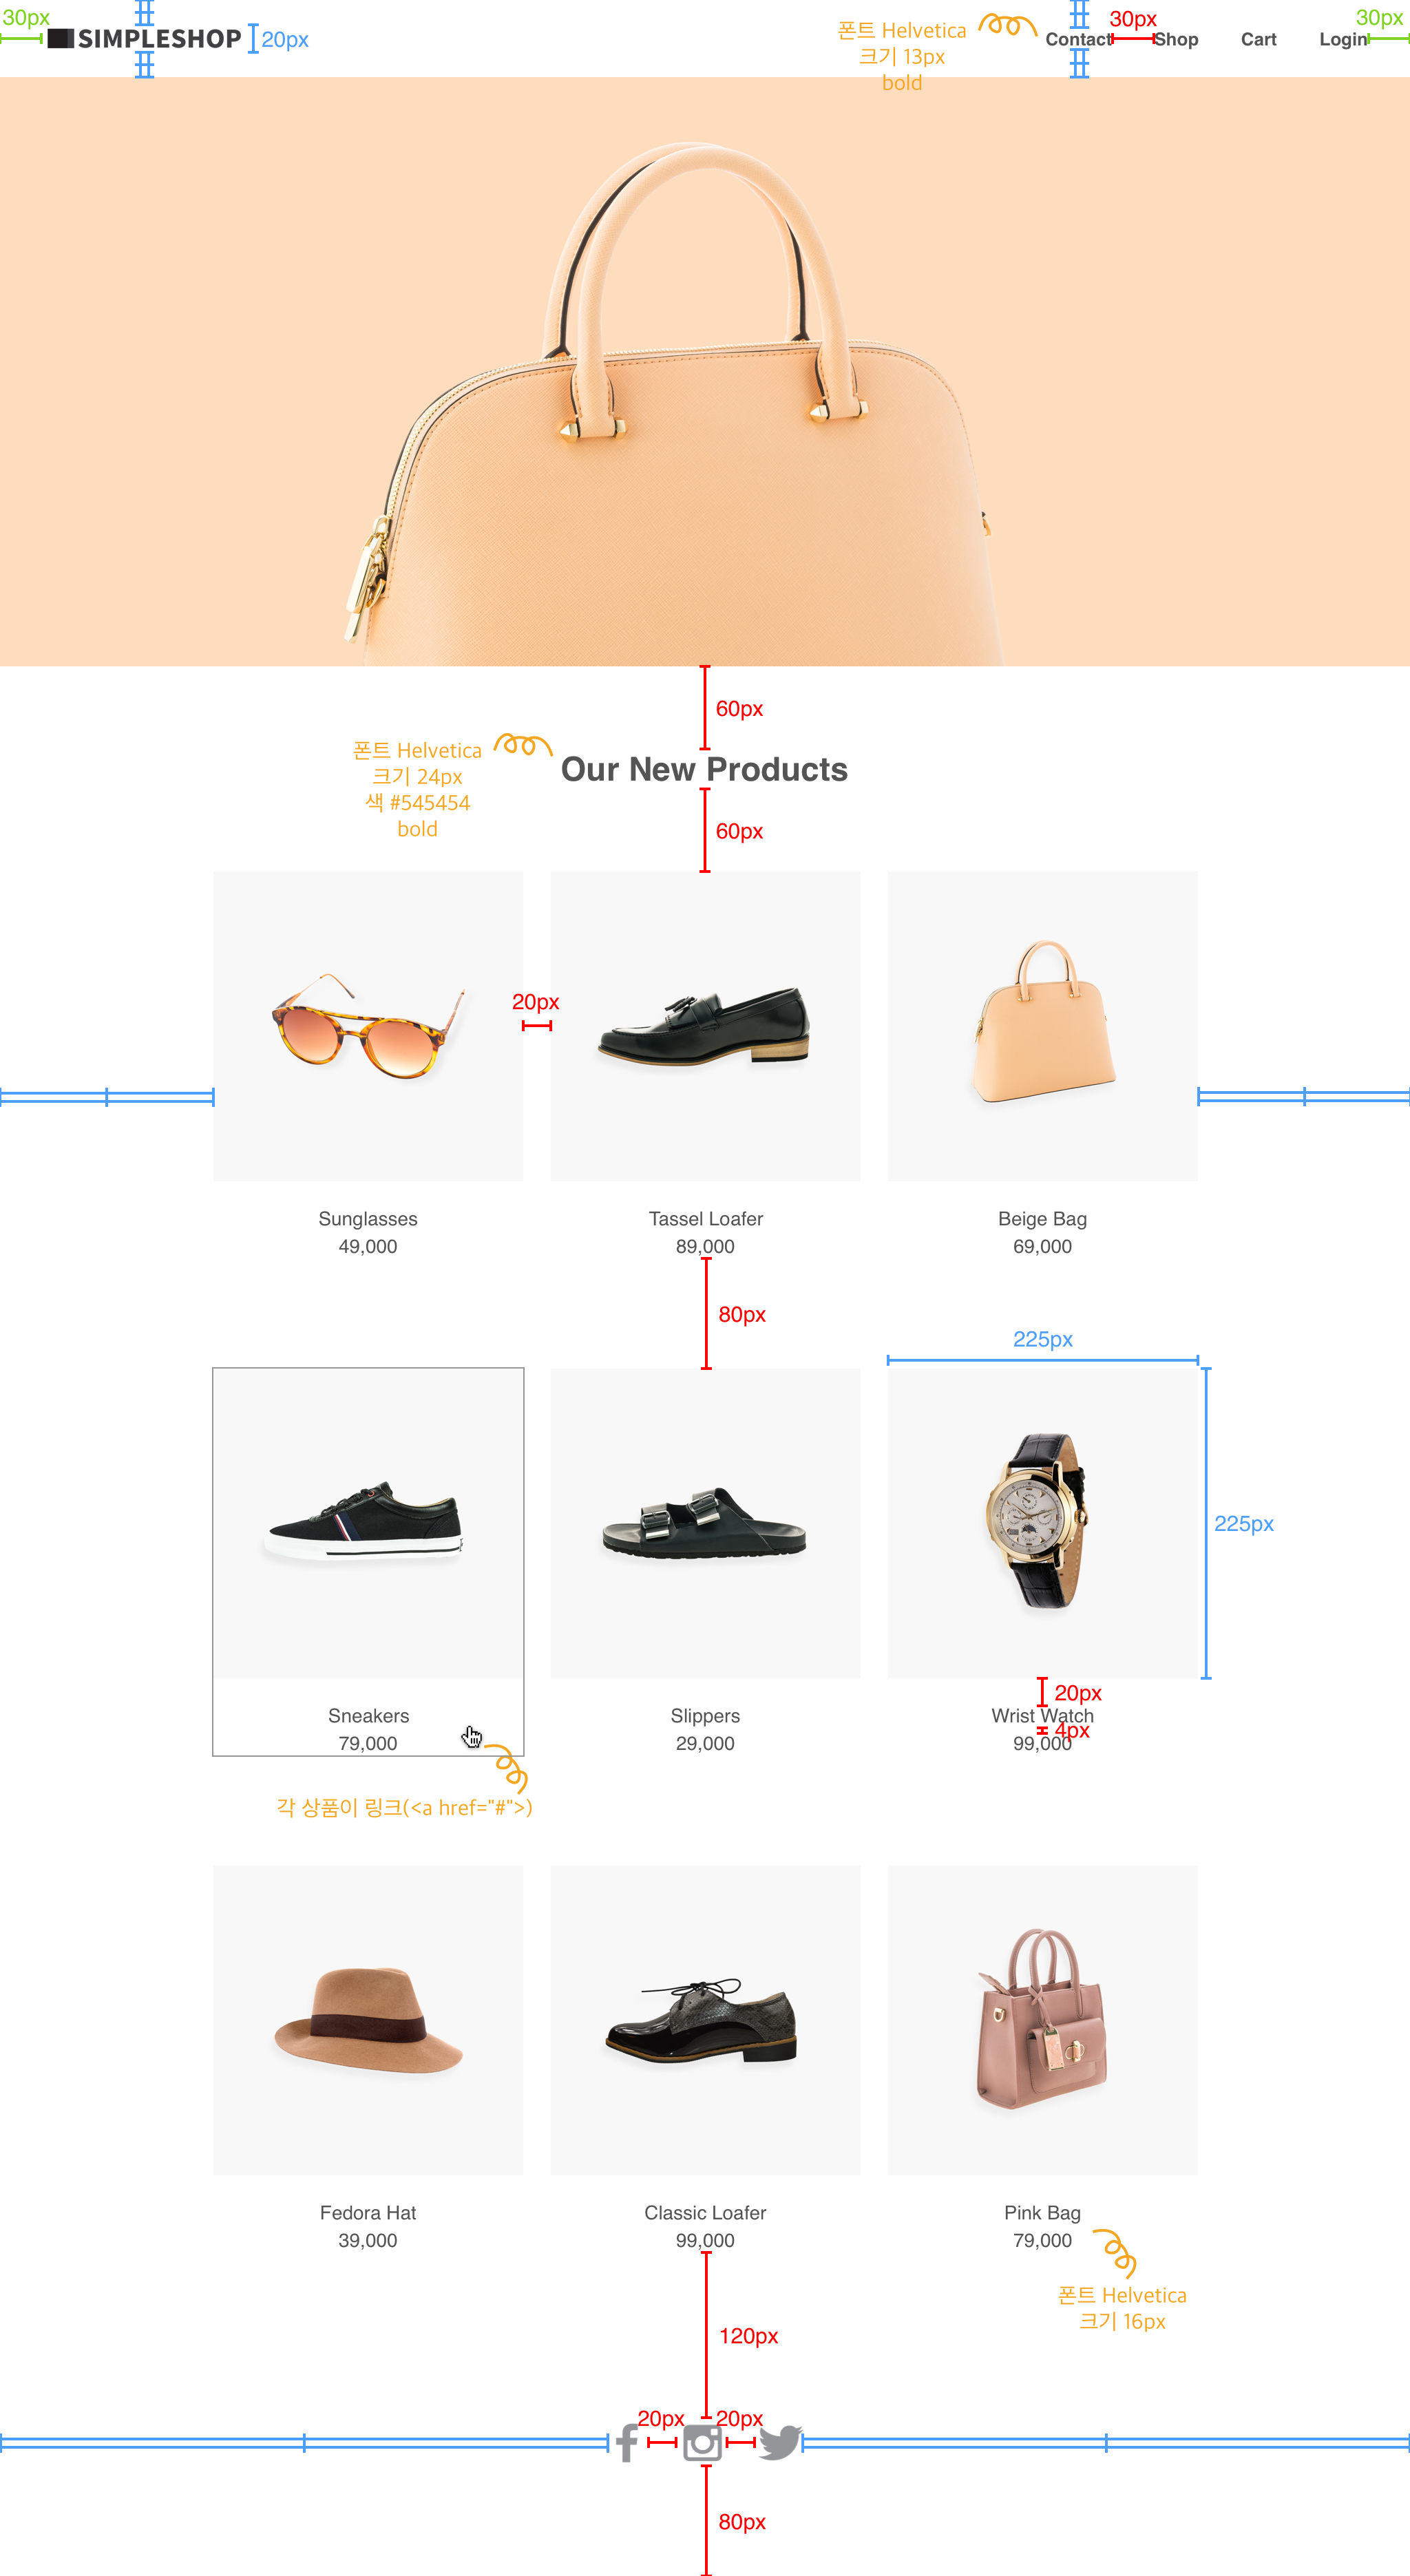 30px
SIMPLESHOP
20px
폰트 Helvetica
크기 13px
bold
30px
30px
Contact Shop Cart Login
60px
폰트 Helvetica
크기 24px
색 #545454
bold
Our New Products
60px
20px
Sunglasses
49,000
Tassel Loafer
89,000
Beige Bag
69,000
80px
225px
225px
Sneakers
79,000
Slippers
29,000
20px
Wrist Watch
4px
99,000
각 상품이 링크(<a href="#">)
Fedora Hat
39,000
Classic Loafer
99,000
Pink Bag
79,000
폰트 Helvetica
크기 16px
120px
20px 20px
80px